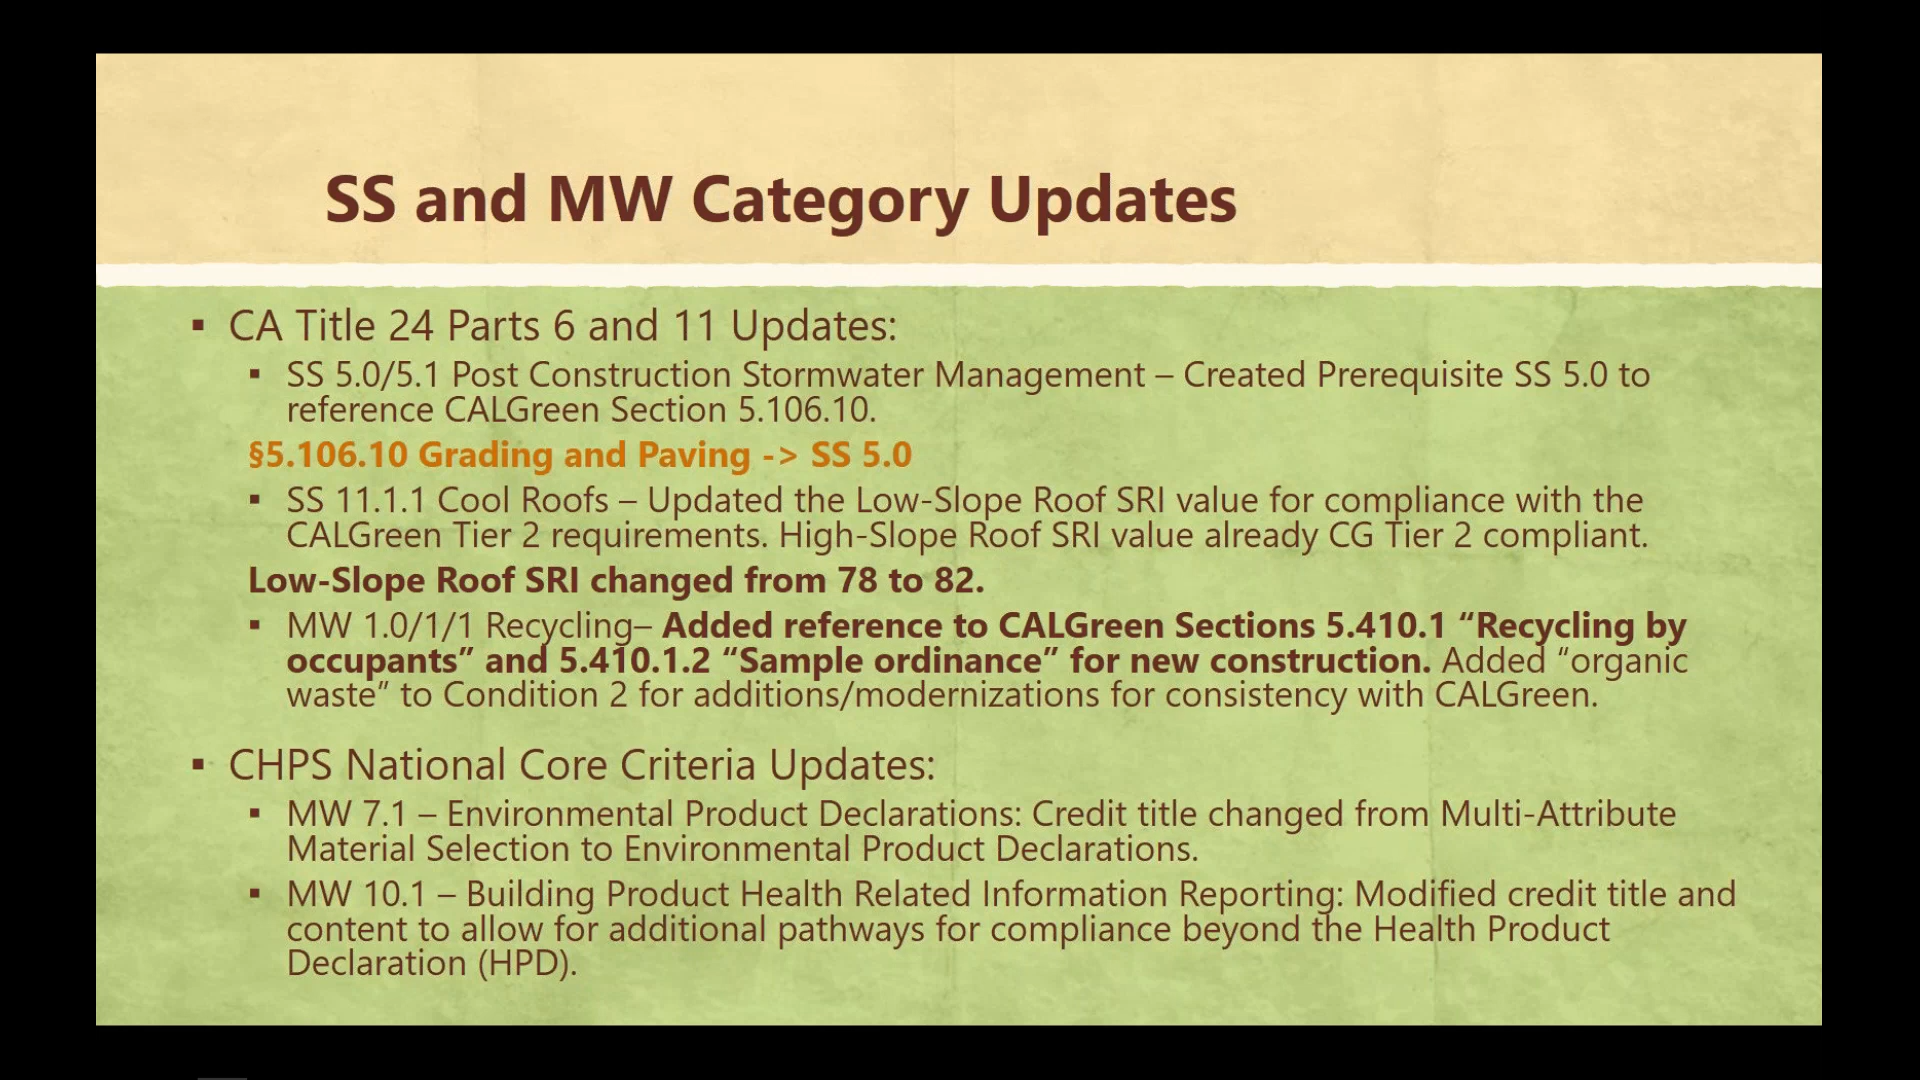 SS and MW Category Updates
▪ CA Title 24 Parts 6 and 11 Updates:
▪ SS 5.0/5.1 Post Construction Stormwater Management – Created Prerequisite SS 5.0 to
reference CALGreen Section 5.106.10.
§5.106.10 Grading and Paving -> SS 5.0
▪ SS 11.1.1 Cool Roofs – Updated the Low-Slope Roof SRI value for compliance with the
CALGreen Tier 2 requirements. High-Slope Roof SRI value already CG Tier 2 compliant.
Low-Slope Roof SRI changed from 78 to 82.
▪ MW 1.0/1/1 Recycling– Added reference to CALGreen Sections 5.410.1 “Recycling by
occupants” and 5.410.1.2 “Sample ordinance” for new construction. Added “organic
waste” to Condition 2 for additions/modernizations for consistency with CALGreen.
▪ CHPS National Core Criteria Updates:
▪ MW 7.1 – Environmental Product Declarations: Credit title changed from Multi-Attribute
Material Selection to Environmental Product Declarations.
▪ MW 10.1 – Building Product Health Related Information Reporting: Modified credit title and
content to allow for additional pathways for compliance beyond the Health Product
Declaration (HPD).